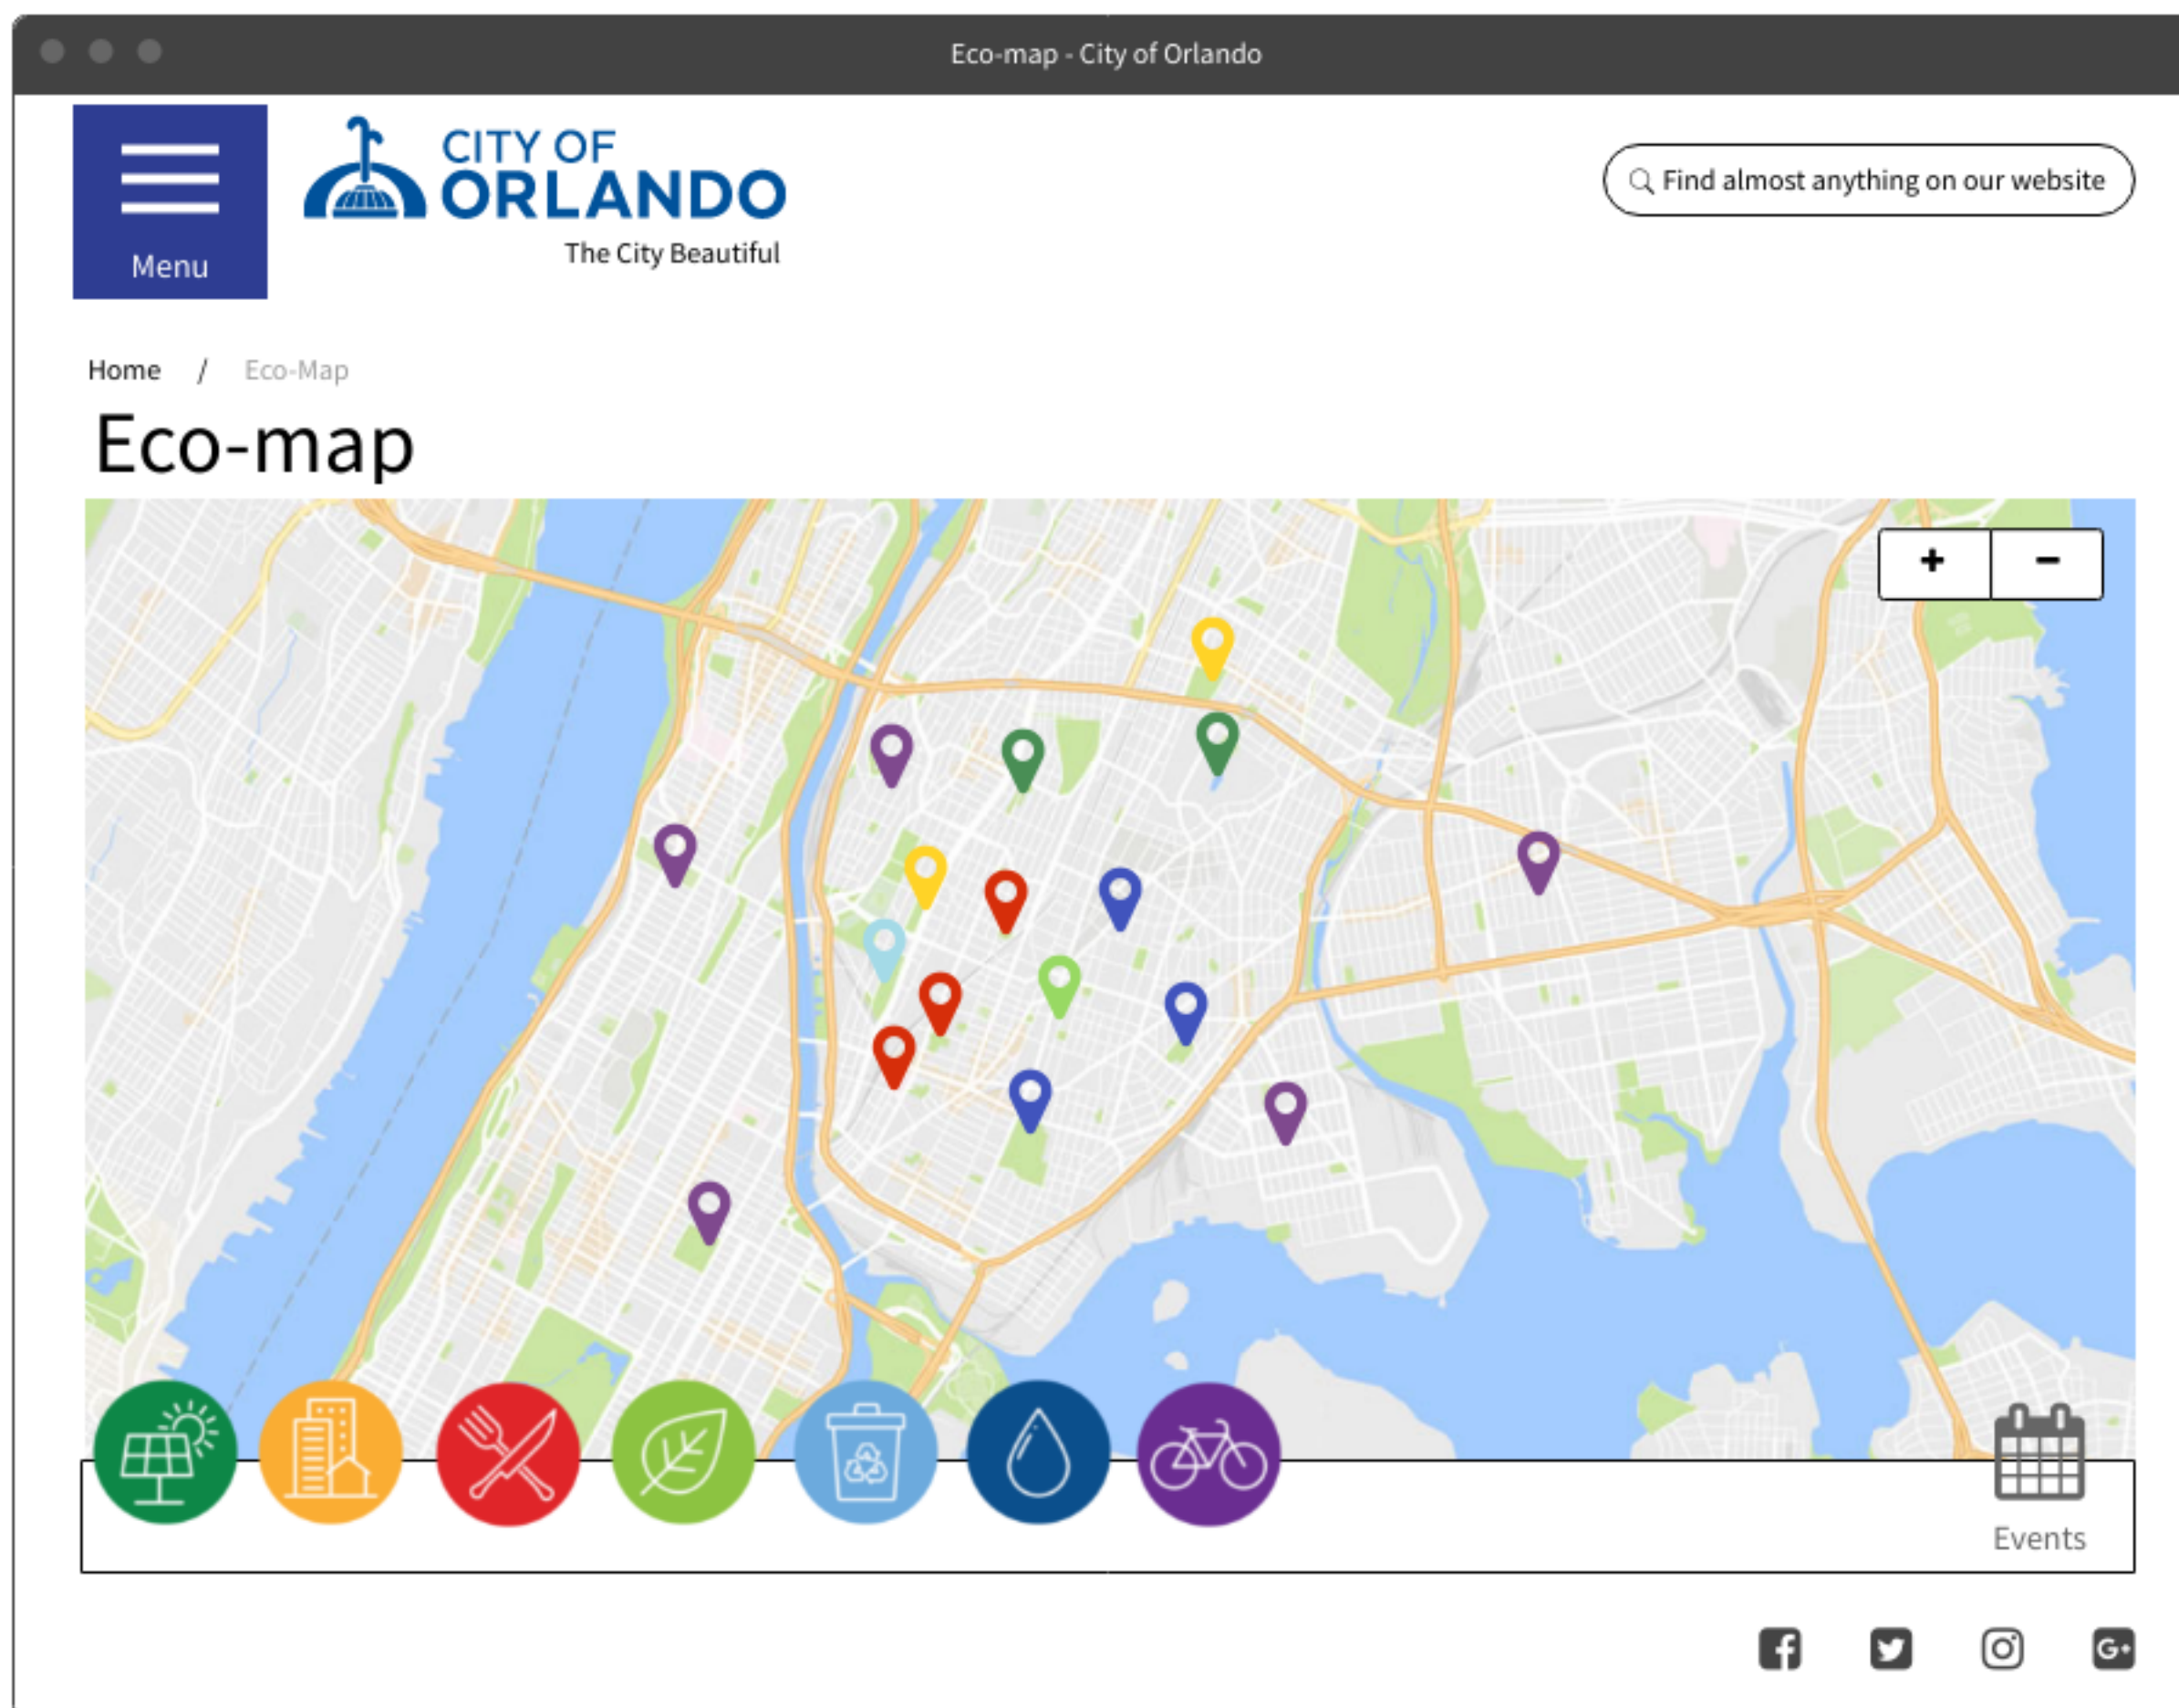 Eco-map - City of Orlando
Menu
CITY OF
ORLANDO
The City Beautiful
Find almost anything on our website
Home / Eco-Map
Eco-map
+ −
Events